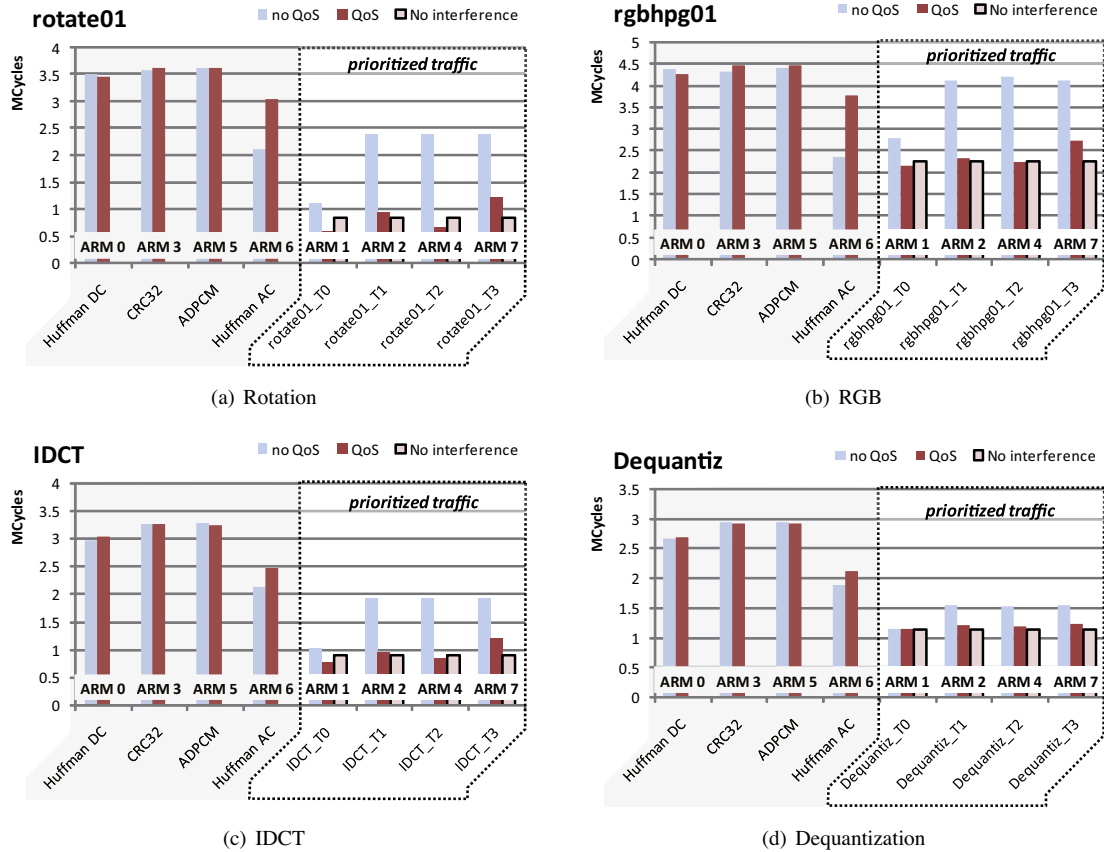 rotate01
no QoS QoS No interference
MCycles
prioritized traffic
4
3.5
3
2.5
2
1.5
1
0.5
0
ARM 0 ARM 3 ARM 5 ARM 6 ARM 1 ARM 2 ARM 4 ARM 7
Huffman DC
CRC32
ADPCM
Huffman AC
rotate01_T0
rotate01_T1
rotate01_T2
rotate01_T3
(a) Rotation
rgbhpg01
no QoS QoS No interference
MCycles
prioritized traffic
5
4.5
4
3.5
3
2.5
2
1.5
1
0.5
0
ARM 0 ARM 3 ARM 5 ARM 6 ARM 1 ARM 2 ARM 4 ARM 7
Huffman DC
CRC32
ADPCM
Huffman AC
rgbhpg01_T0
rgbhpg01_T1
rgbhpg01_T2
rgbhpg01_T3
(b) RGB
IDCT
no QoS QoS No interference
MCycles
prioritized traffic
4
3.5
3
2.5
2
1.5
1
0.5
0
ARM 0 ARM 3 ARM 5 ARM 6 ARM 1 ARM 2 ARM 4 ARM 7
Huffman DC
CRC32
ADPCM
Huffman AC
IDCT_T0
IDCT_T1
IDCT_T2
IDCT_T3
(c) IDCT
Dequantiz
no QoS QoS No interference
MCycles
prioritized traffic
3.5
3
2.5
2
1.5
1
0.5
0
ARM 0 ARM 3 ARM 5 ARM 6 ARM 1 ARM 2 ARM 4 ARM 7
Huffman DC
CRC32
ADPCM
Huffman AC
Dequantiz_T0
Dequantiz_T1
Dequantiz_T2
Dequantiz_T3
(d) Dequantization